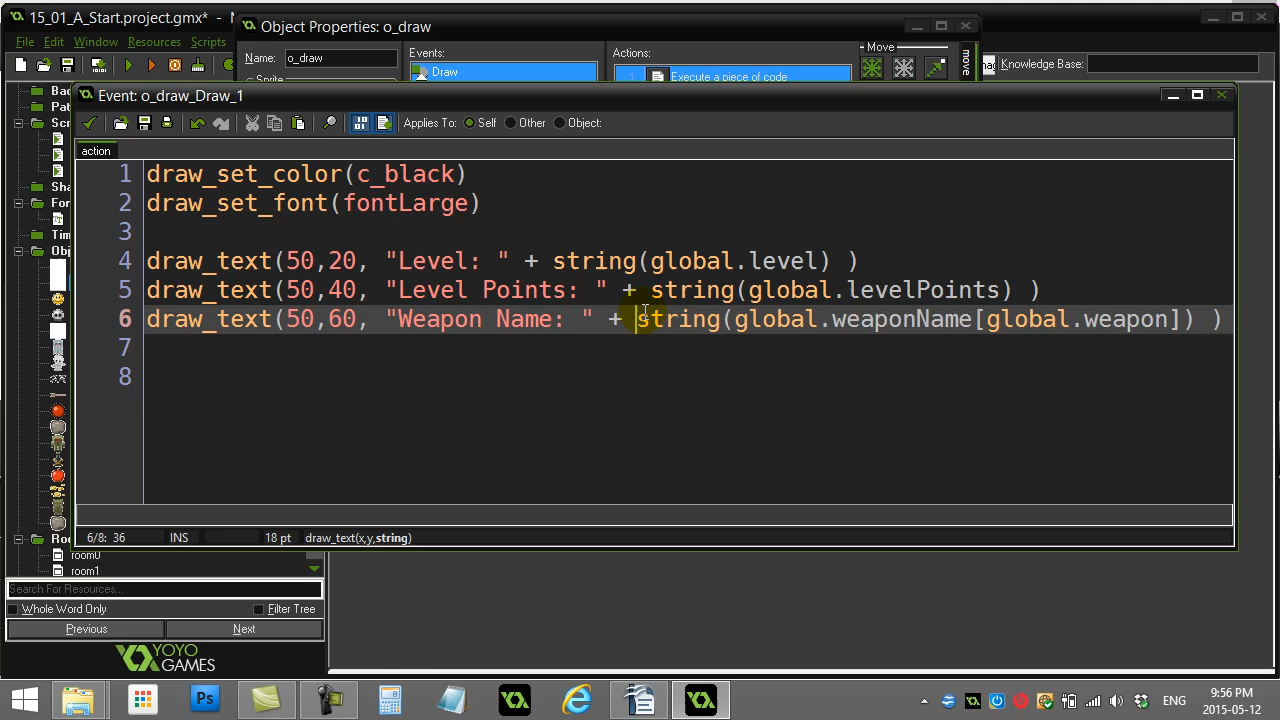 15_01_A_Start.project.gmx* - 
Object Properties: o_draw
File Edit Window Resources Scripts
Name: o_draw
Events:
Actions:
Move
move
Knowledge Base:
Draw
1 Execute a piece of code
Event: o_draw_Draw_1
Applies To: Self Other Object:
action
1 draw_set_color(c_black)
2 draw_set_font(fontLarge)
3
4 draw_text(50,20, "Level: " + string(global.level) )
5 draw_text(50,40, "Level Points: " + string(global.levelPoints) )
6 draw_text(50,60, "Weapon Name: " + string(global.weaponName[global.weapon]) )
7
8
6/8: 36 INS 18 pt draw_text(x,y,string)
room0
room1
Search For Resources...
Whole Word Only Filter Tree
Previous Next
YOYO
GAMES
Ps
ENG
9:56 PM
2015-05-12